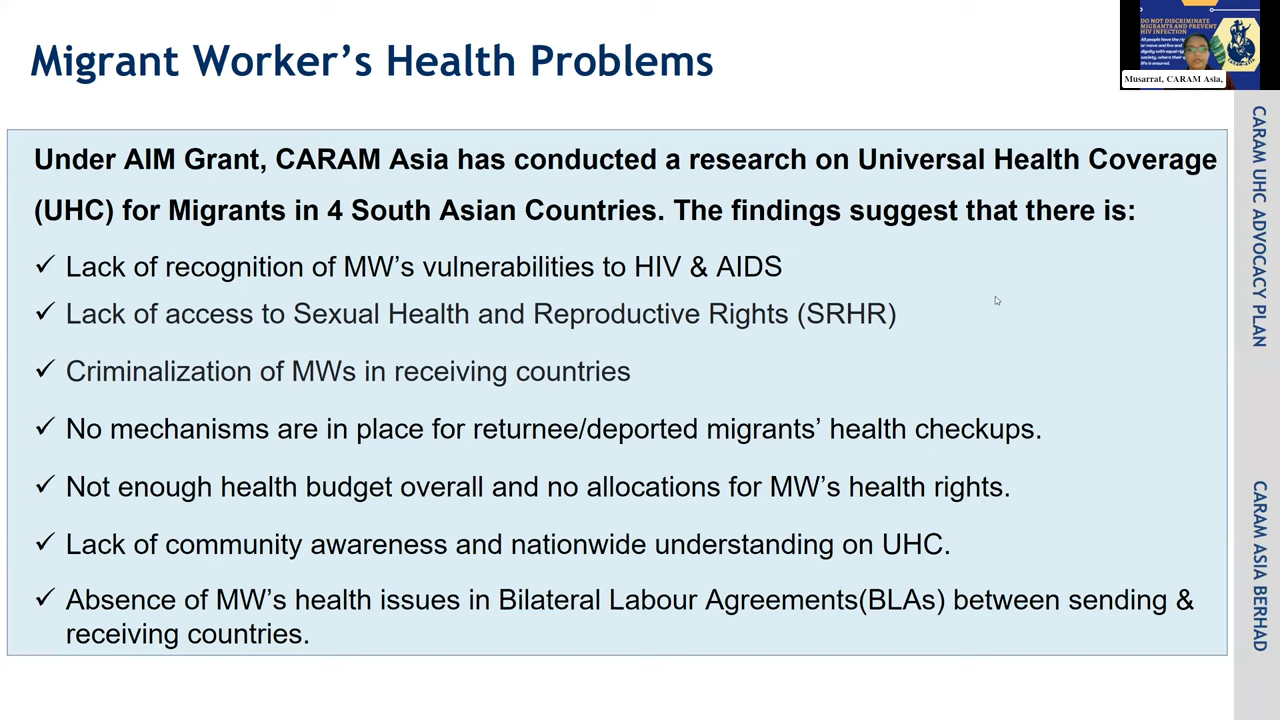 Migrant Worker's Health Problems
DO NOT DISCRIMINATE
MIGRANTS AND PREVENT
HIV INFECTION
Musarrat, CARAM Asia,
Under AIM Grant, CARAM Asia has conducted a research on Universal Health Coverage
(UHC) for Migrants in 4 South Asian Countries. The findings suggest that there is:
✓ Lack of recognition of MW's vulnerabilities to HIV & AIDS
✓ Lack of access to Sexual Health and Reproductive Rights (SRHR)
✓ Criminalization of MWs in receiving countries
✓ No mechanisms are in place for returnee/deported migrants' health checkups.
✓ Not enough health budget overall and no allocations for MW's health rights.
✓ Lack of community awareness and nationwide understanding on UHC.
✓ Absence of MW's health issues in Bilateral Labour Agreements(BLAs) between sending &
receiving countries.
CARAM UHC ADVOCACY PLAN
CARAM ASIA BERHAD